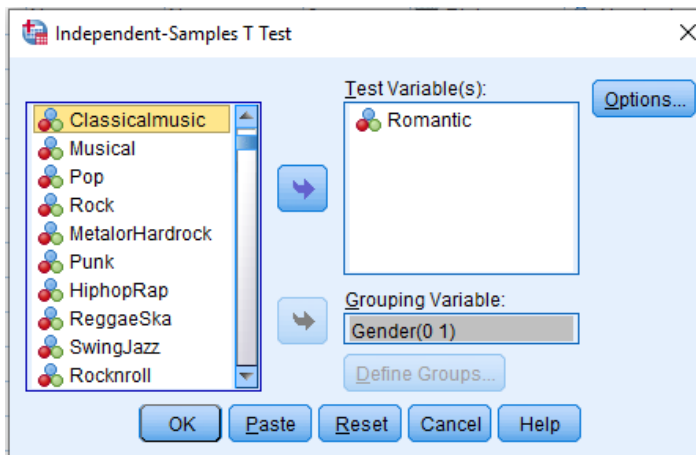 Independent-Samples T Test
Classicalmusic
Musical
Pop
Rock
MetalorHardrock
Punk
HiphopRap
ReggaeSka
SwingJazz
Rocknroll
Test Variable(s):
Romantic
Options...
Grouping Variable:
Gender(0 1)
Define Groups...
OK Paste Reset Cancel Help